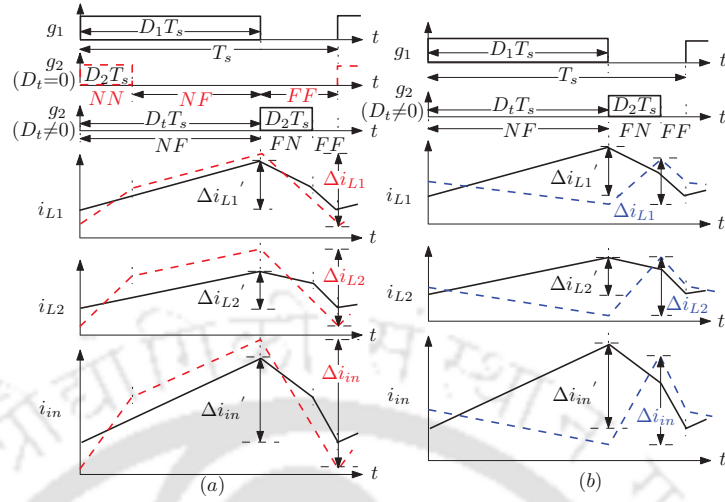 g1 D1Ts t
Ts
g2 (Dt=0) D2Ts t
NN NF FF
g2 (Dt≠0) DtTs D2Ts t
NF FN FF
iL1 ΔiL1′ ΔiL1 t
iL2 ΔiL2′ ΔiL2 t
iin Δiin′ Δiin t
(a)
g1 D1Ts t
Ts
g2 (Dt≠0) DtTs D2Ts t
NF FN FF
iL1 ΔiL1′ ΔiL1 t
iL2 ΔiL2′ ΔiL2 t
iin Δiin′ Δiin t
(b)